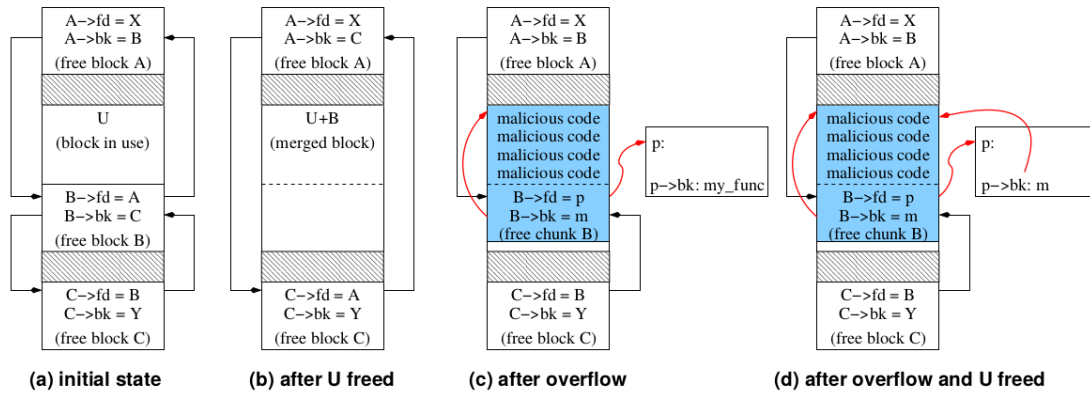 A->fd = X
A->bk = B
(free block A)
U
(block in use)
B->fd = A
B->bk = C
(free block B)
C->fd = B
C->bk = Y
(free block C)
(a) initial state
A->fd = X
A->bk = C
(free block A)
U+B
(merged block)
C->fd = A
C->bk = Y
(free block C)
(b) after U freed
A->fd = X
A->bk = B
(free block A)
malicious code
malicious code
malicious code
malicious code
B->fd = p
B->bk = m
(free chunk B)
C->fd = B
C->bk = Y
(free block C)
p:
p->bk: my_func
(c) after overflow
A->fd = X
A->bk = B
(free block A)
malicious code
malicious code
malicious code
malicious code
B->fd = p
B->bk = m
(free chunk B)
C->fd = B
C->bk = Y
(free block C)
p:
p->bk: m
(d) after overflow and U freed